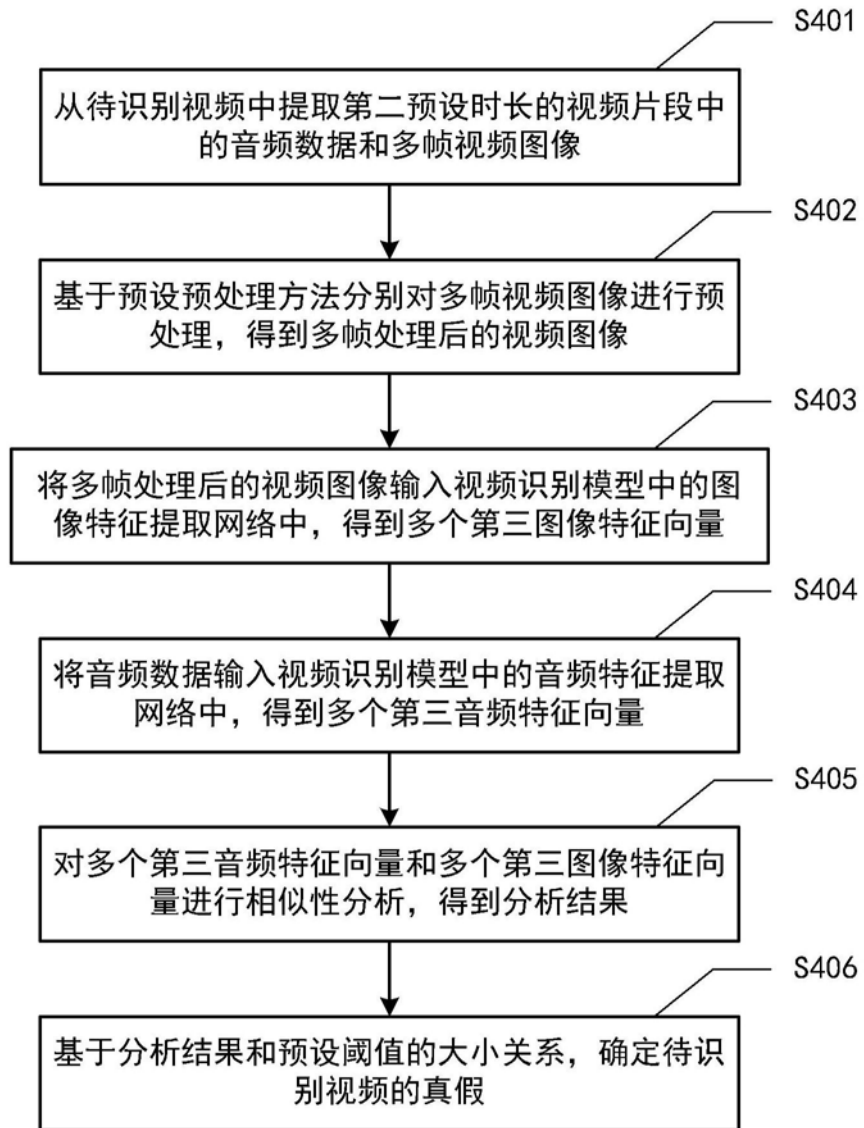 S401
从待识别视频中提取第二预设时长的视频片段中
的音频数据和多帧视频图像
S402
基于预设预处理方法分别对多帧视频图像进行预
处理，得到多帧处理后的视频图像
S403
将多帧处理后的视频图像输入视频识别模型中的图
像特征提取网络中，得到多个第三图像特征向量
S404
将音频数据输入视频识别模型中的音频特征提取
网络中，得到多个第三音频特征向量
S405
对多个第三音频特征向量和多个第三图像特征向
量进行相似性分析，得到分析结果
S406
基于分析结果和预设阈值的大小关系，确定待识
别视频的真假